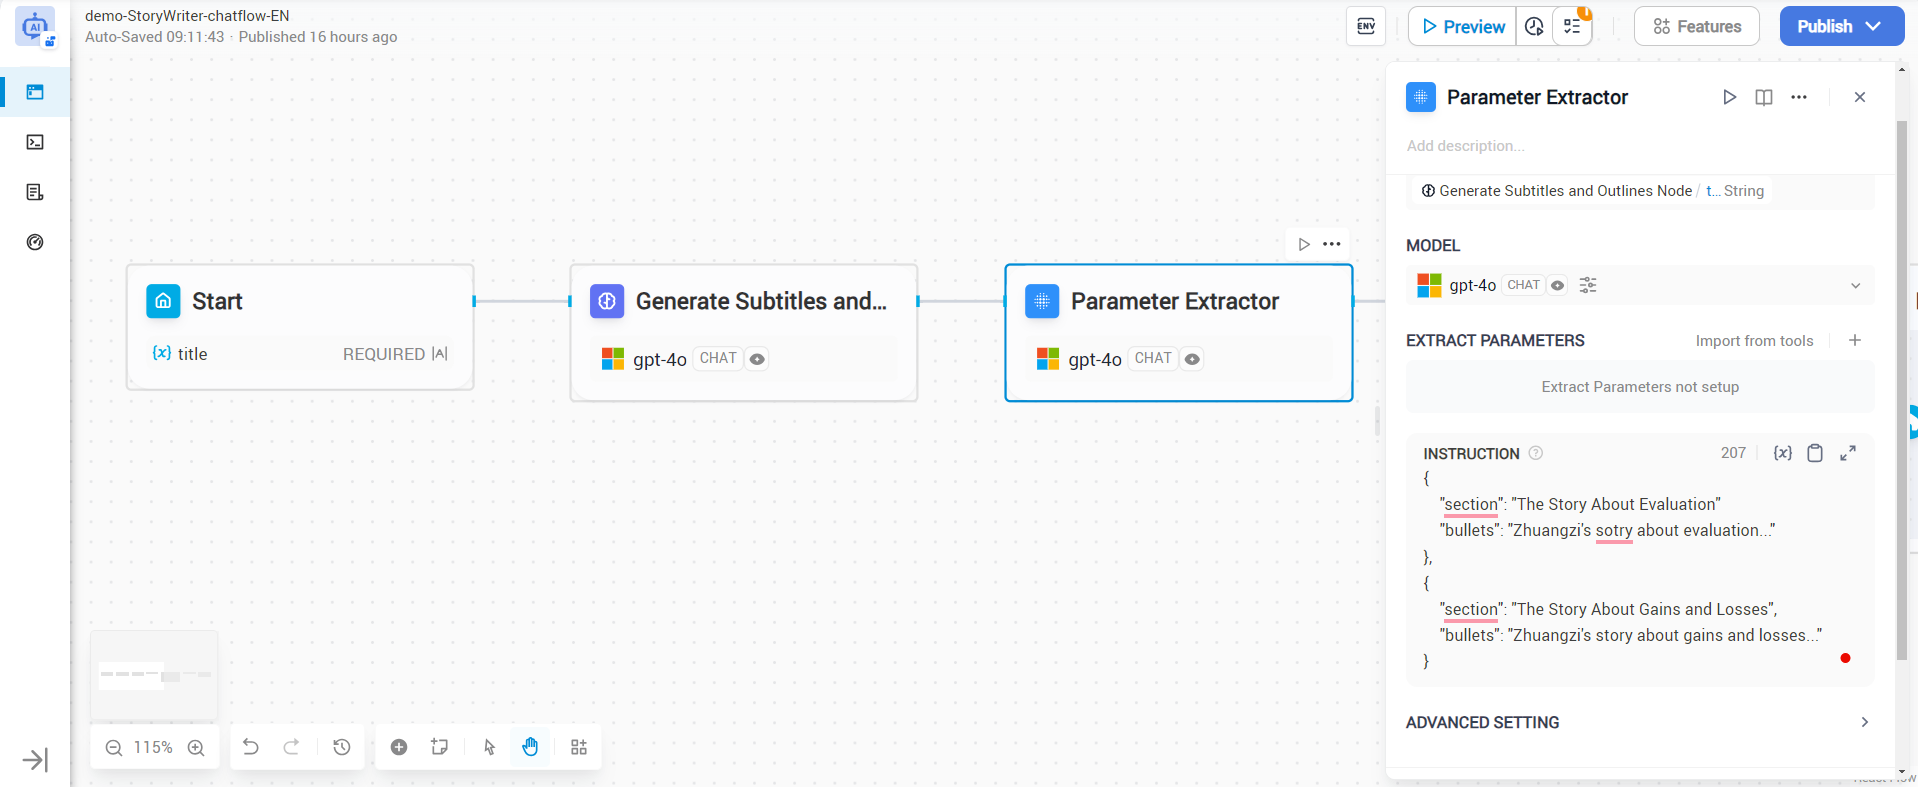 demo-StoryWriter-chatflow-EN
Auto-Saved 09:11:43 · Published 16 hours ago
ENV
Preview
Features
Publish
Parameter Extractor
Add description...
Generate Subtitles and Outlines Node / t... String
MODEL
gpt-4o CHAT
EXTRACT PARAMETERS
Import from tools
Extract Parameters not setup
INSTRUCTION
207
{
"section": "The Story About Evaluation"
"bullets": "Zhuangzi's sotry about evaluation..."
},
{
"section": "The Story About Gains and Losses",
"bullets": "Zhuangzi's story about gains and losses..."
}
ADVANCED SETTING
Start
{x} title
REQUIRED
Generate Subtitles and...
gpt-4o CHAT
Parameter Extractor
gpt-4o CHAT
115%